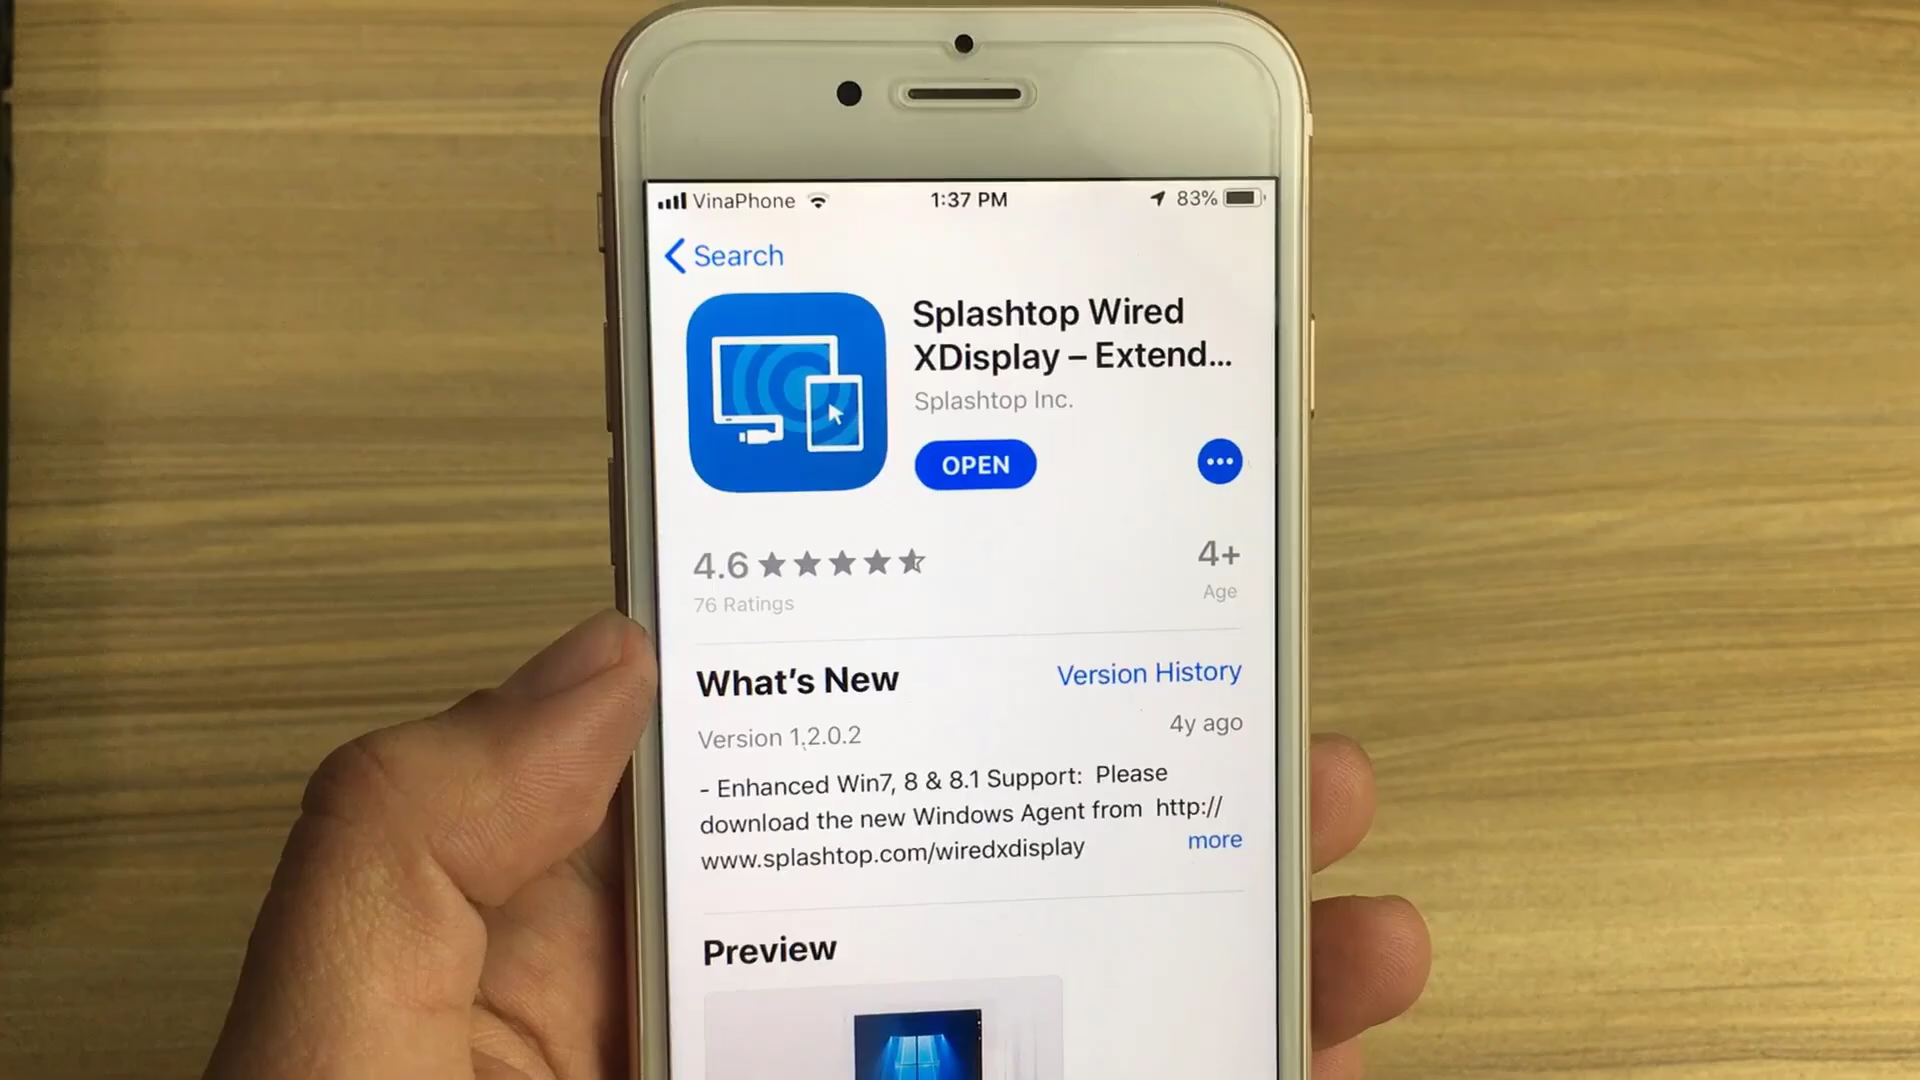 VinaPhone 1:37 PM 83%
Search
Splashtop Wired
XDisplay – Extend...
Splashtop Inc.
OPEN
4.6 4+
76 Ratings Age
What's New Version History
Version 1.2.0.2 4y ago
- Enhanced Win7, 8 & 8.1 Support: Please
download the new Windows Agent from http://
www.splashtop.com/wiredxdisplay more
Preview